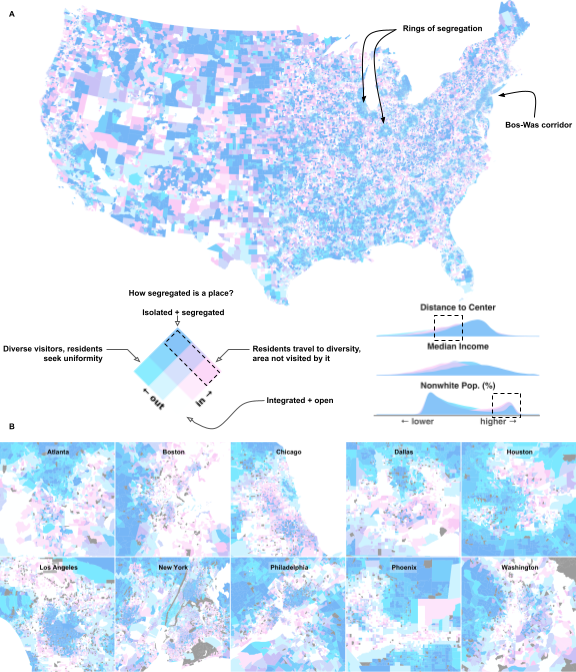 A
Rings of segregation
Bos-Was corridor
How segregated is a place?
Isolated + segregated
Diverse visitors, residents
seek uniformity
Residents travel to diversity,
area not visited by it
← out
in →
Integrated + open
Distance to Center
Median Income
Nonwhite Pop. (%)
← lower
higher →
B
Atlanta
Boston
Chicago
Dallas
Houston
Los Angeles
New York
Philadelphia
Phoenix
Washington